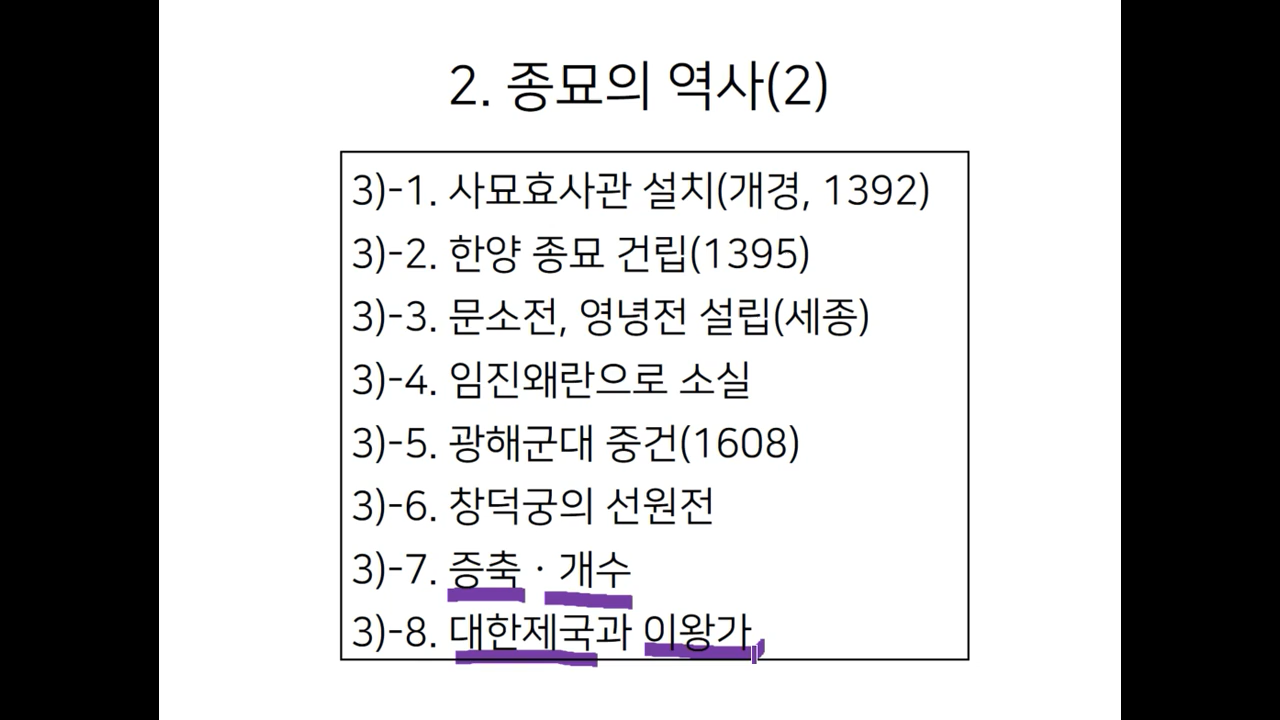 2. 종묘의 역사(2)
3)-1. 사묘효사관 설치(개경, 1392)
3)-2. 한양 종묘 건립(1395)
3)-3. 문소전, 영녕전 설립(세종)
3)-4. 임진왜란으로 소실
3)-5. 광해군대 중건(1608)
3)-6. 창덕궁의 선원전
3)-7. 증축 · 개수
3)-8. 대한제국과 이왕가